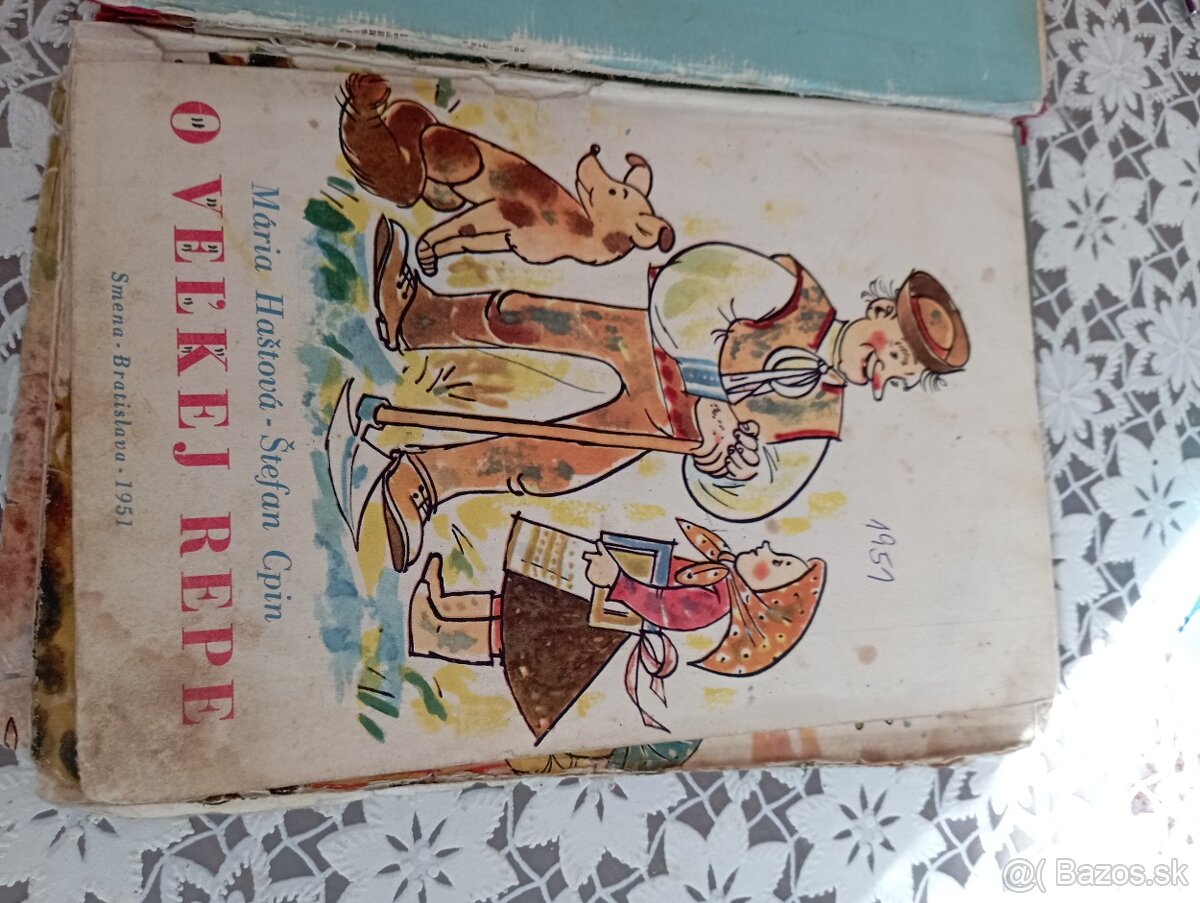 1951
Mária Haštová - Štefan Cpin
O VEĽKEJ REPE
Smena · Bratislava · 1951
@( Bazos.sk